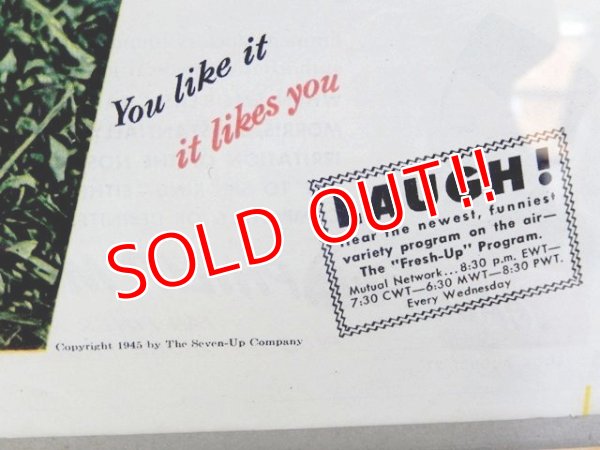 You like it
it likes you
LAUGH!
Hear the newest, funniest
variety program on the air—
The "Fresh-Up" Program.
Mutual Network...8:30 p.m. EWT—
7:30 CWT—6:30 MWT—8:30 PWT.
Every Wednesday
SOLD OUT!!
Copyright 1945 by The Seven-Up Company